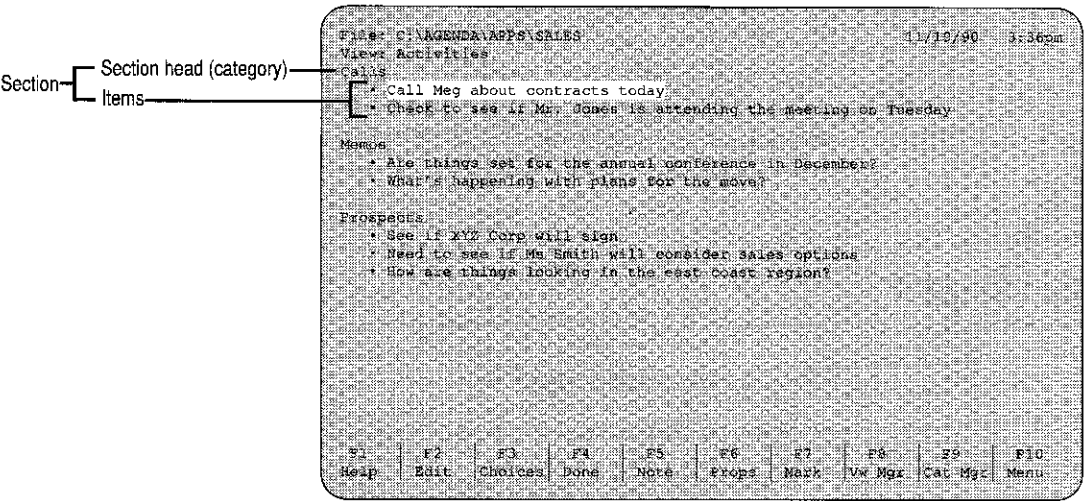 File: C:\AGENDA\APPS\SALES 11/19/90 3:36pm
View: Activities
Section
Section head (category)
Calls
Items
• Call Meg about contracts today
• Check to see if Mr. Jones is attending the meeting on Tuesday
Memos
• Are things set for the annual conference in December?
• What's happening with plans for the move?
Prospects
• See if XYZ Corp will sign
• Need to see if Ms Smith will consider sales options
• How are things looking in the east coast region?
F1 F2 F3 F4 F5 F6 F7 F8 F9 F10
Help Edit Choices Done Note Props Mark Vw Mgr Cat Mgr Menu